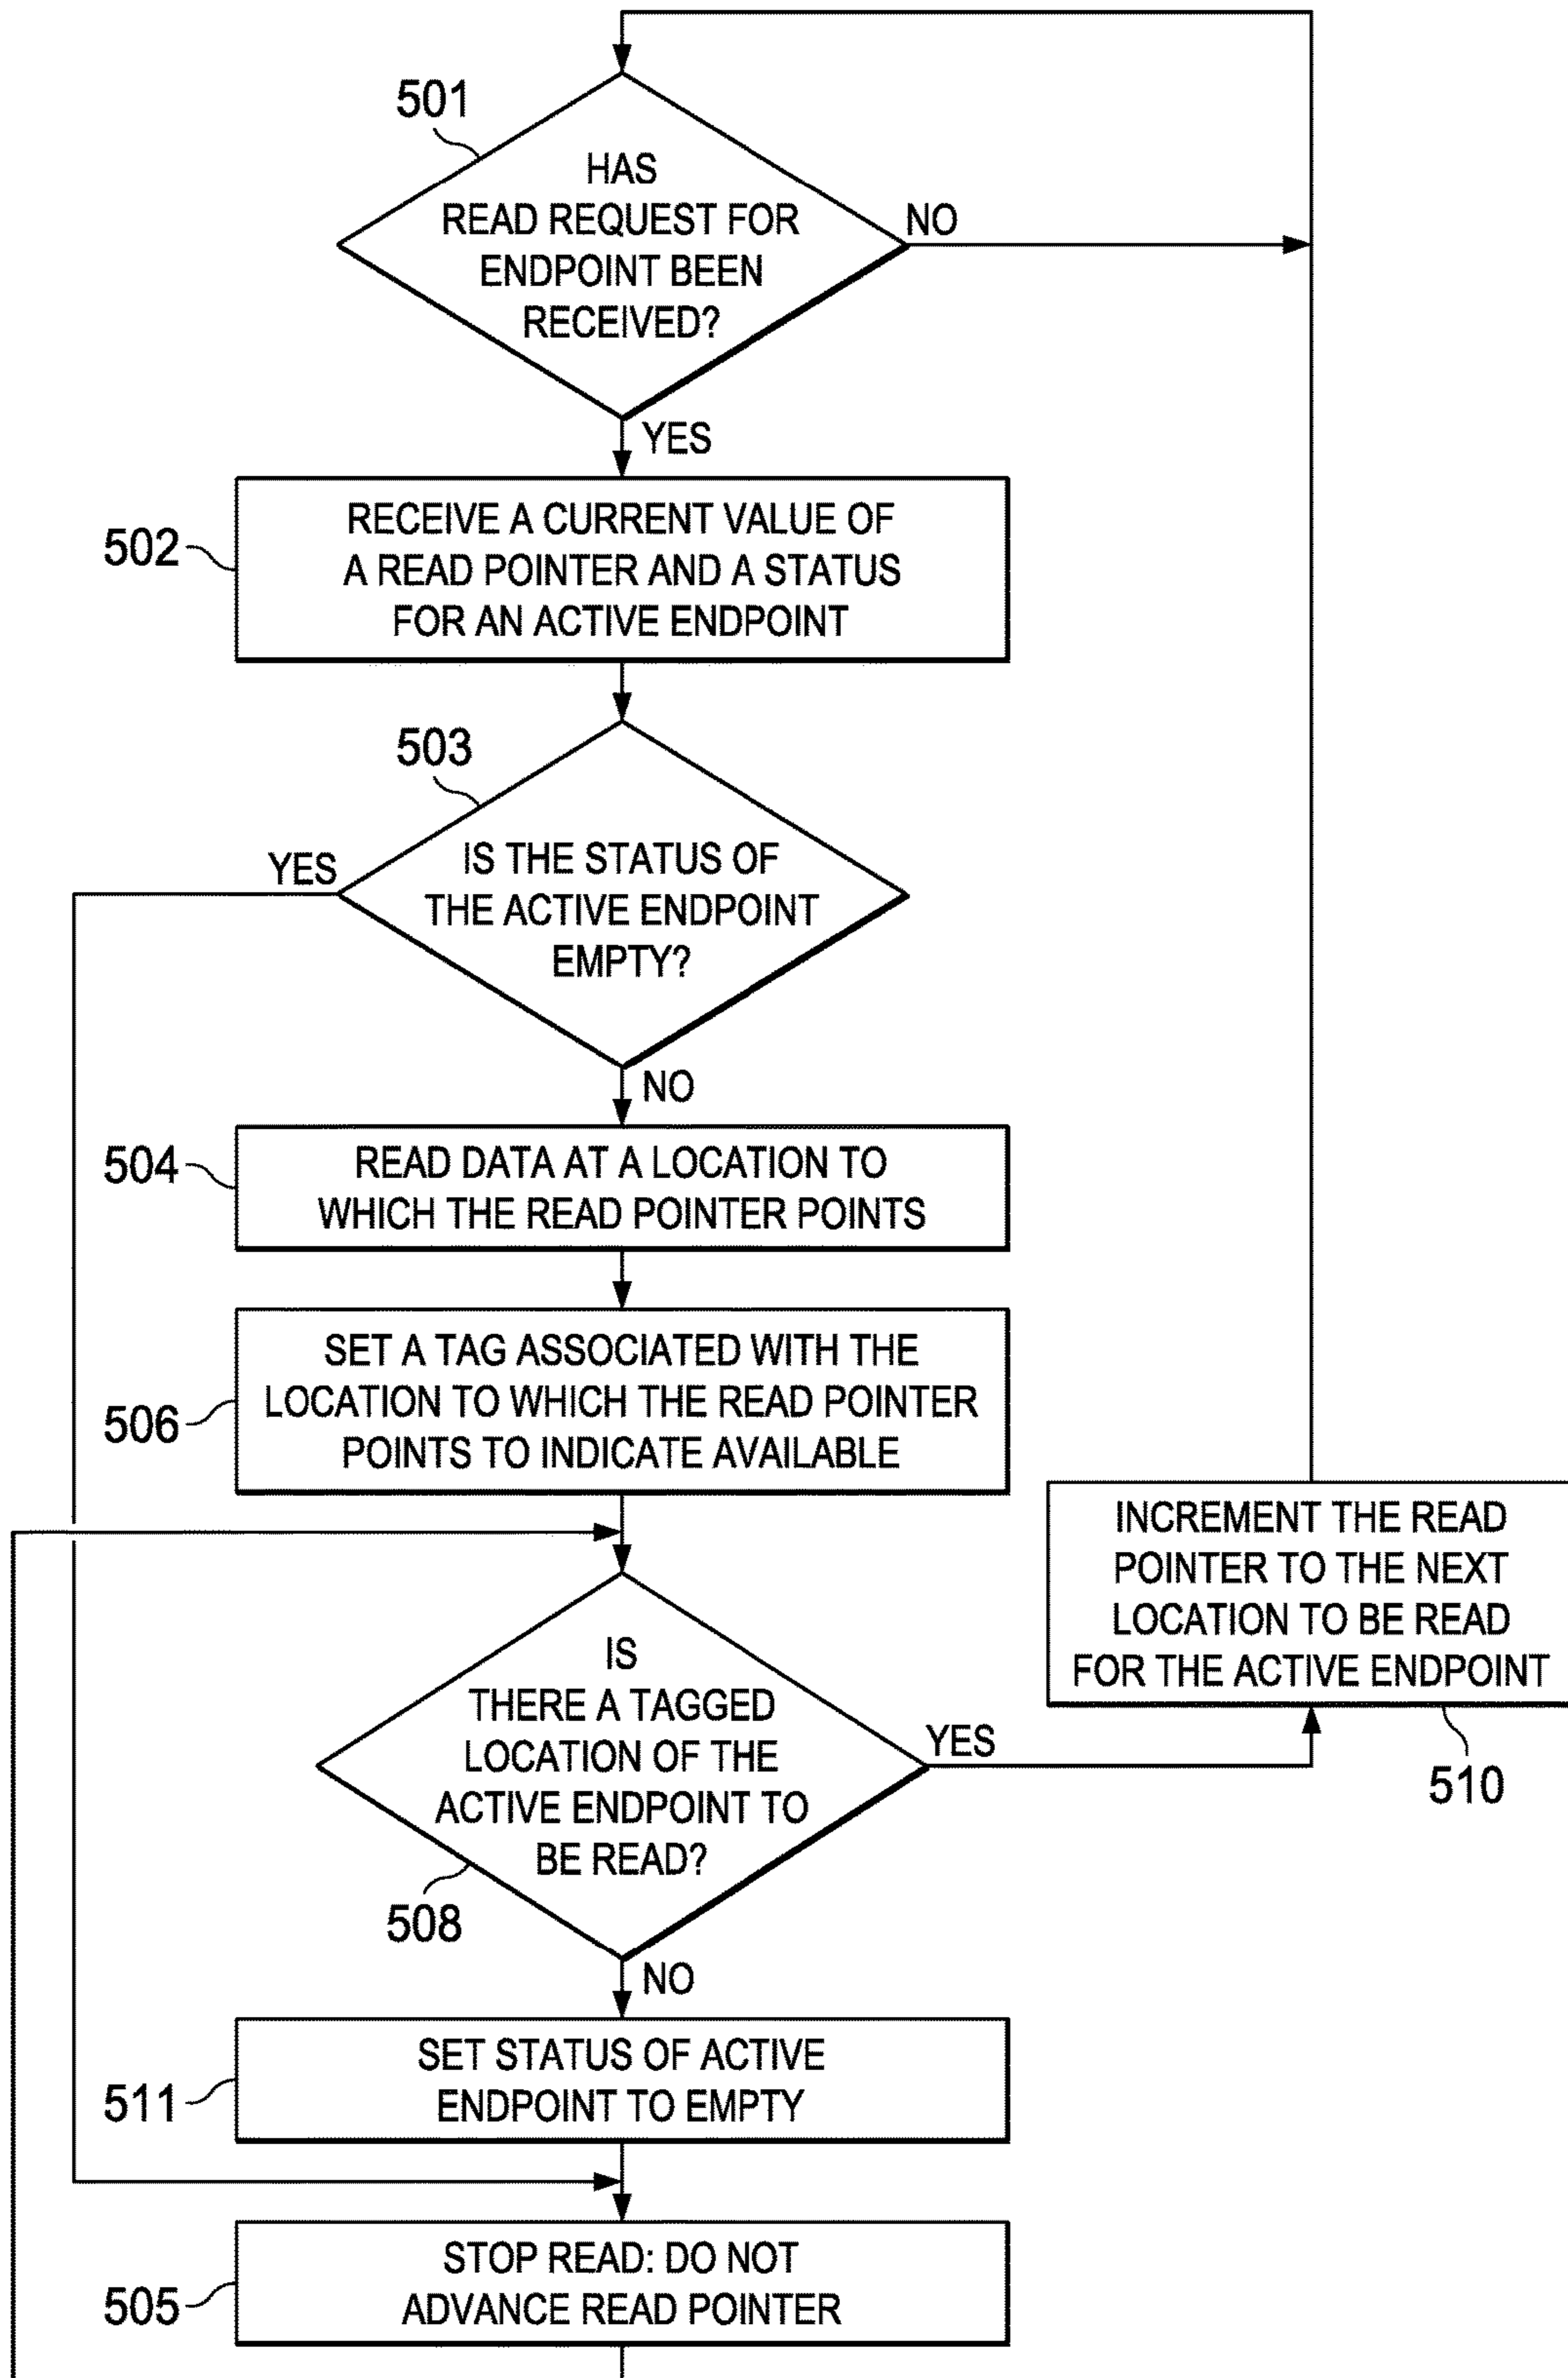 501
HAS
READ REQUEST FOR
ENDPOINT BEEN
RECEIVED?
NO
YES
502
RECEIVE A CURRENT VALUE OF
A READ POINTER AND A STATUS
FOR AN ACTIVE ENDPOINT
503
YES
IS THE STATUS OF
THE ACTIVE ENDPOINT
EMPTY?
NO
504
READ DATA AT A LOCATION TO
WHICH THE READ POINTER POINTS
506
SET A TAG ASSOCIATED WITH THE
LOCATION TO WHICH THE READ POINTER
POINTS TO INDICATE AVAILABLE
INCREMENT THE READ
POINTER TO THE NEXT
LOCATION TO BE READ
FOR THE ACTIVE ENDPOINT
510
IS
THERE A TAGGED
LOCATION OF THE
ACTIVE ENDPOINT TO
BE READ?
YES
508
NO
511
SET STATUS OF ACTIVE
ENDPOINT TO EMPTY
505
STOP READ: DO NOT
ADVANCE READ POINTER